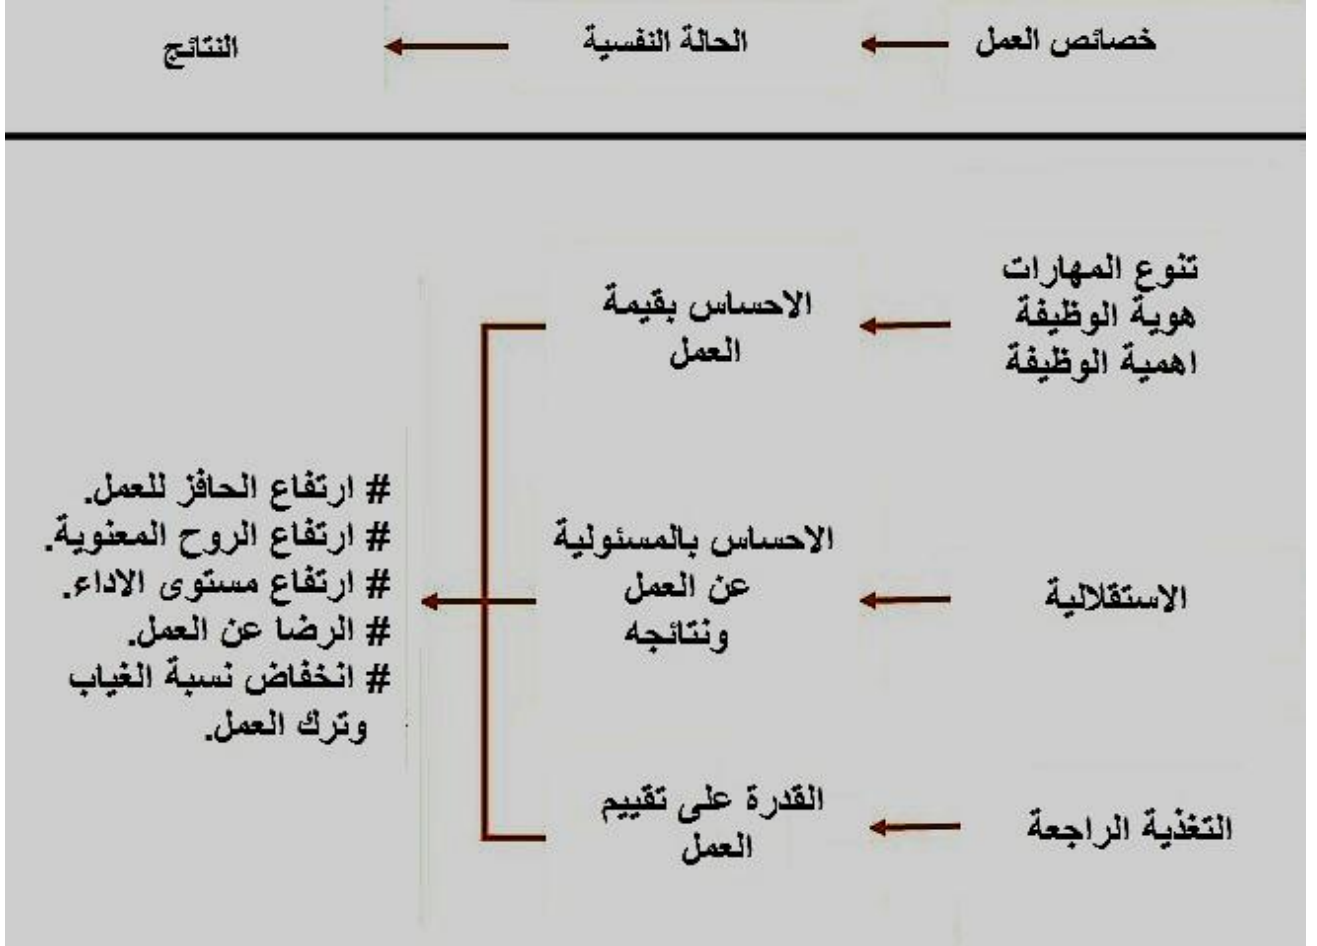 خصائص العمل
الحالة النفسية
النتائج
تنوع المهارات
هوية الوظيفة
اهمية الوظيفة
الاحساس بقيمة
العمل
الاستقلالية
الاحساس بالمسئولية
عن العمل
ونتائجه
التغذية الراجعة
القدرة على تقييم
العمل
# ارتفاع الحافز للعمل.
# ارتفاع الروح المعنوية.
# ارتفاع مستوى الاداء.
# الرضا عن العمل.
# انخفاض نسبة الغياب
وترك العمل.